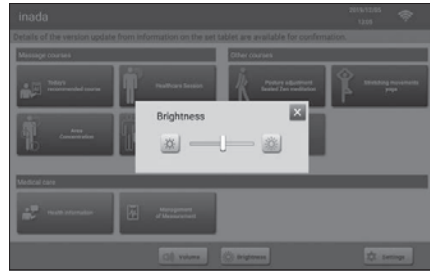 inada
2019/12/05
12:05
Details of the version update from information on the set tablet are available for confirmation.
Massage courses
Other courses
Today's
recommended course
Healthcare Session
Posture adjustment
Seated Zen meditation
Stretching movements
yoga
Area
Concentration
Brightness
Medical care
Health information
Management
of Measurement
Volume
Brightness
Settings